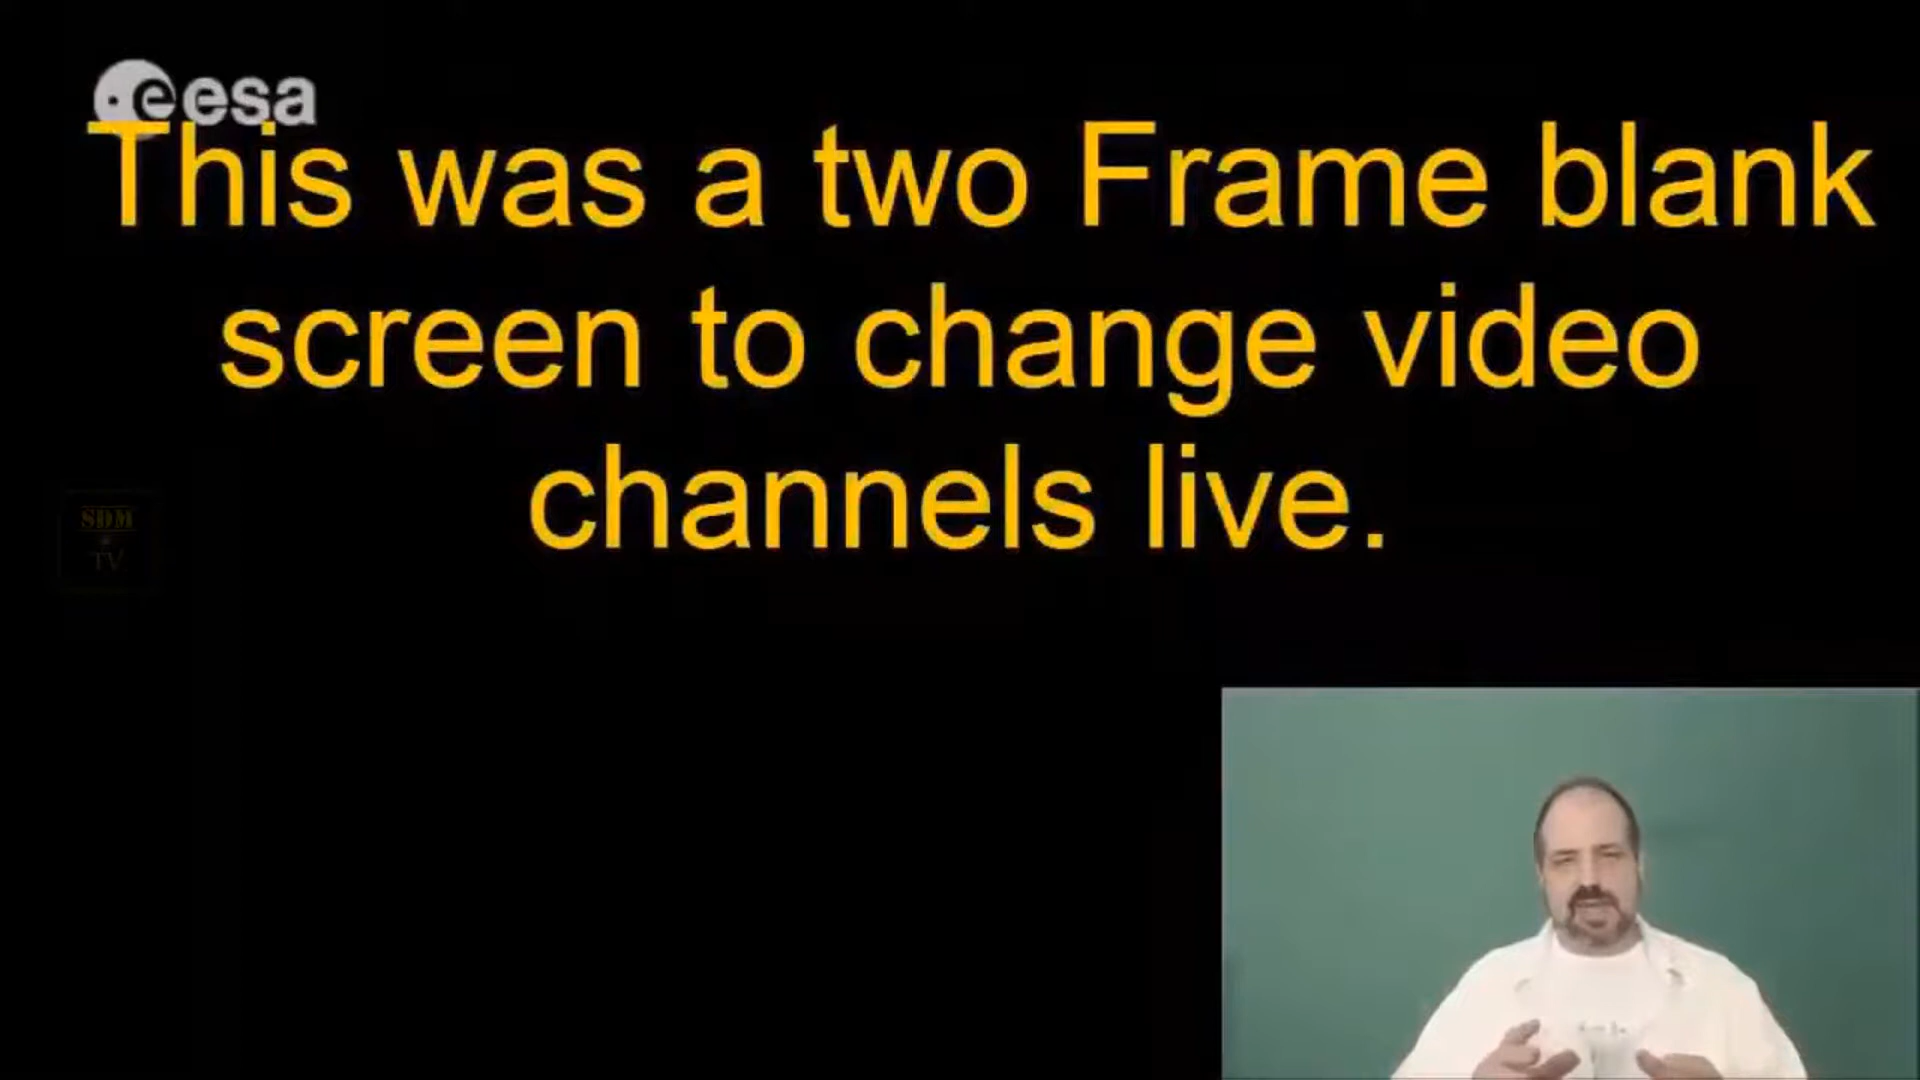 esa
This was a two Frame blank
screen to change video
channels live.
SDM
TV